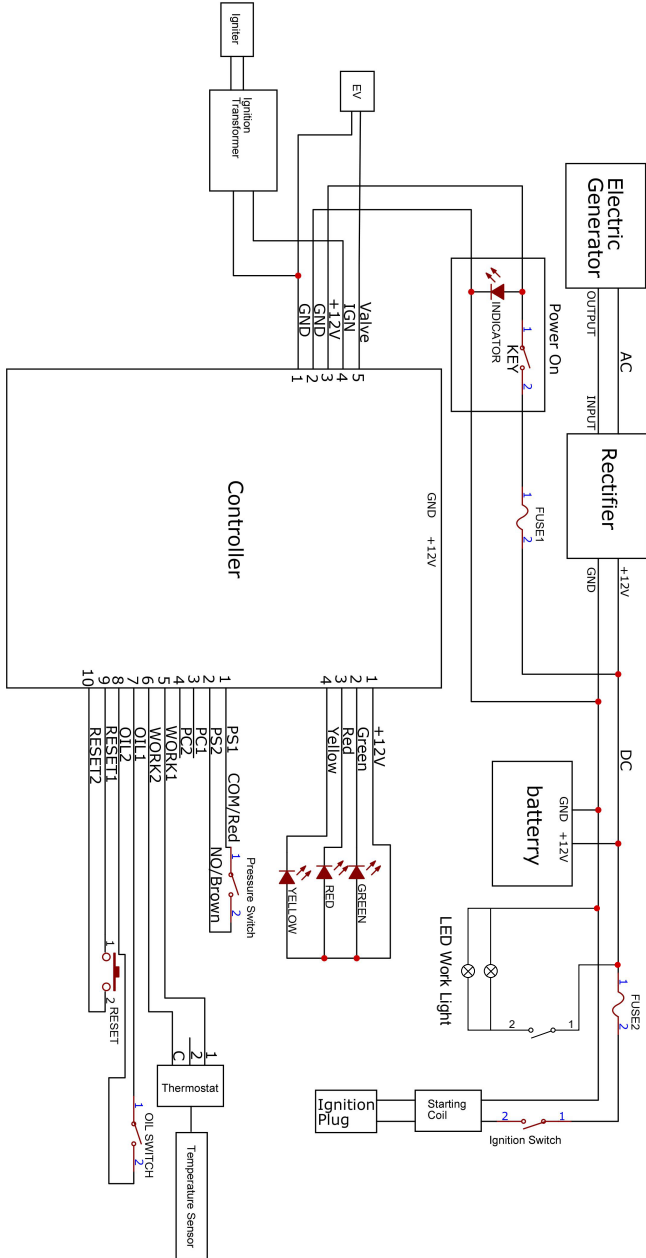 Igniter
Ignition
Transformer
EV
Electric
Generator
OUTPUT
AC
INPUT
Rectifier
GND
+12V
Power On
INDICATOR
KEY
1
2
1
FUSE1
2
DC
Valve
IGN
+12V
GND
GND
5
4
3
2
1
Controller
GND
+12V
batterry
GND
+12V
LED Work Light
2
1
1
FUSE2
2
Ignition
Plug
Starting
Coil
2
1
Ignition Switch
1
2
3
4
+12V
Green
Red
Yellow
GREEN
RED
YELLOW
1
2
3
4
5
6
7
8
9
10
PS1
PS2
PC1
PC2
WORK1
WORK2
OIL1
OIL2
RESET1
RESET2
COM/Red
NO/Brown
1
2
Pressure Switch
1
2 RESET
1
2
C
Thermostat
Temperature Sensor
1
OIL SWITCH
2